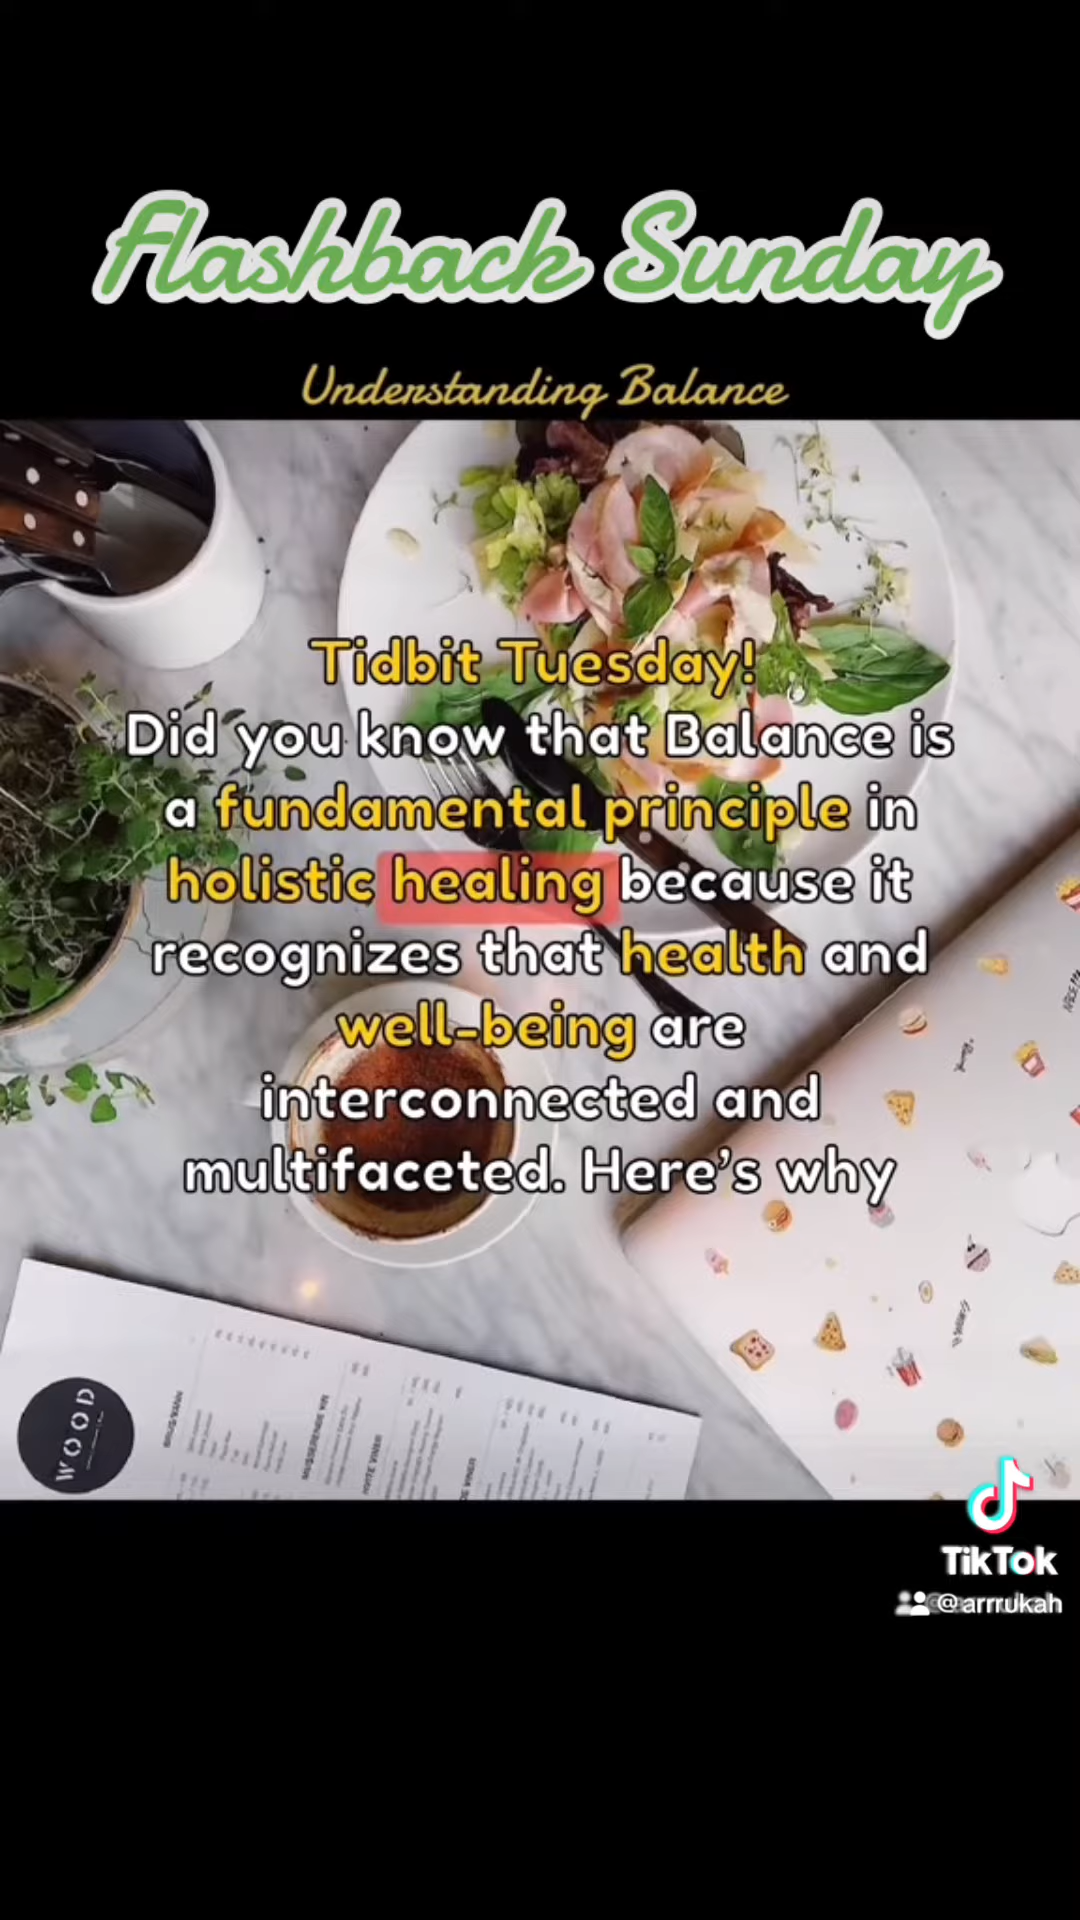 Flashback Sunday
Understanding Balance
Tidbit Tuesday!
Did you know that Balance is
a fundamental principle in
holistic healing because it
recognizes that health and
well-being are
interconnected and
multifaceted. Here's why
WOOD
TikTok
@arrrukah